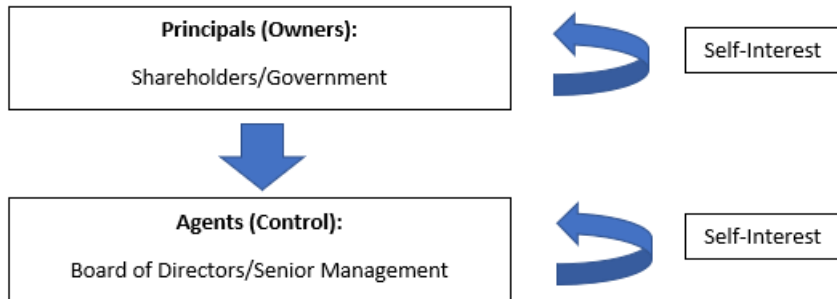 Principals (Owners):
Shareholders/Government
Self-Interest
Agents (Control):
Board of Directors/Senior Management
Self-Interest